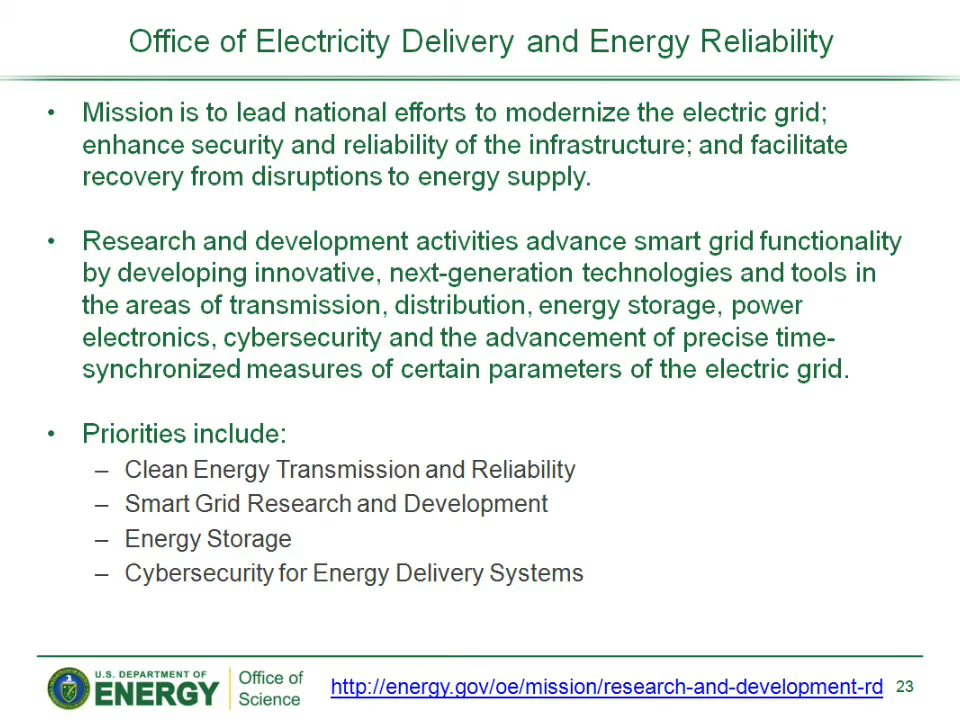 Office of Electricity Delivery and Energy Reliability
• Mission is to lead national efforts to modernize the electric grid;
enhance security and reliability of the infrastructure; and facilitate
recovery from disruptions to energy supply.
• Research and development activities advance smart grid functionality
by developing innovative, next-generation technologies and tools in
the areas of transmission, distribution, energy storage, power
electronics, cybersecurity and the advancement of precise time-
synchronized measures of certain parameters of the electric grid.
• Priorities include:
– Clean Energy Transmission and Reliability
– Smart Grid Research and Development
– Energy Storage
– Cybersecurity for Energy Delivery Systems
U.S. DEPARTMENT OF
ENERGY
Office of
Science
http://energy.gov/oe/mission/research-and-development-rd
23